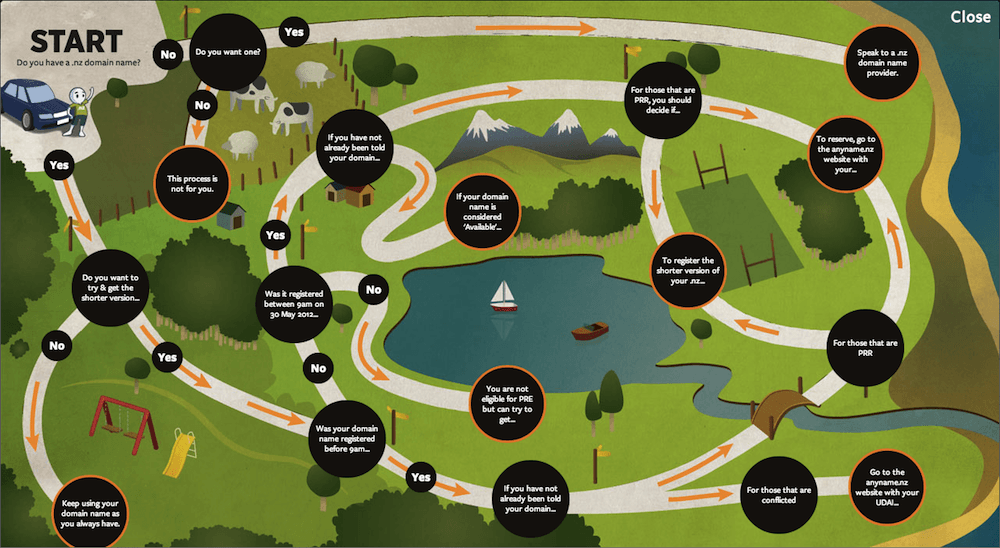 Close
START
Do you have a .nz domain name?
No
Do you want one?
Yes
Speak to a .nz
domain name
provider.
No
This process is
not for you.
Yes
If you have not
already been told
your domain...
For those that are
PRR, you should
decide if...
To reserve, go to
the anyname.nz
website with
your...
If your domain
name is
considered
'Available'...
Yes
To register the
shorter version of
your .nz...
Do you want to
try & get the
shorter version...
Was it registered
between 9am on
30 May 2012...
No
No
Yes
No
For those that are
PRR
You are not
eligible for PRE
but can try to
get...
Was your domain
name registered
before 9am...
Yes
If you have not
already been told
your domain...
For those that are
conflicted
Go to the
anyname.nz
website with your
UDAI...
Keep using your
domain name as
you always have.